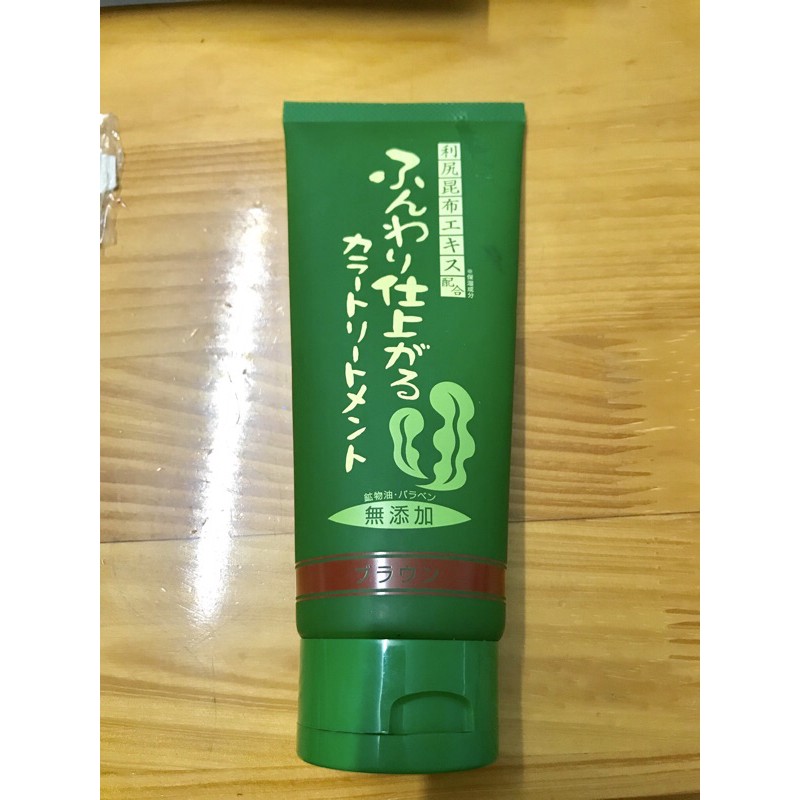 利尻昆布エキス配合
※保湿成分
ふんわり仕上がる
カラートリートメント
鉱物油・パラベン
無添加
ブラウン